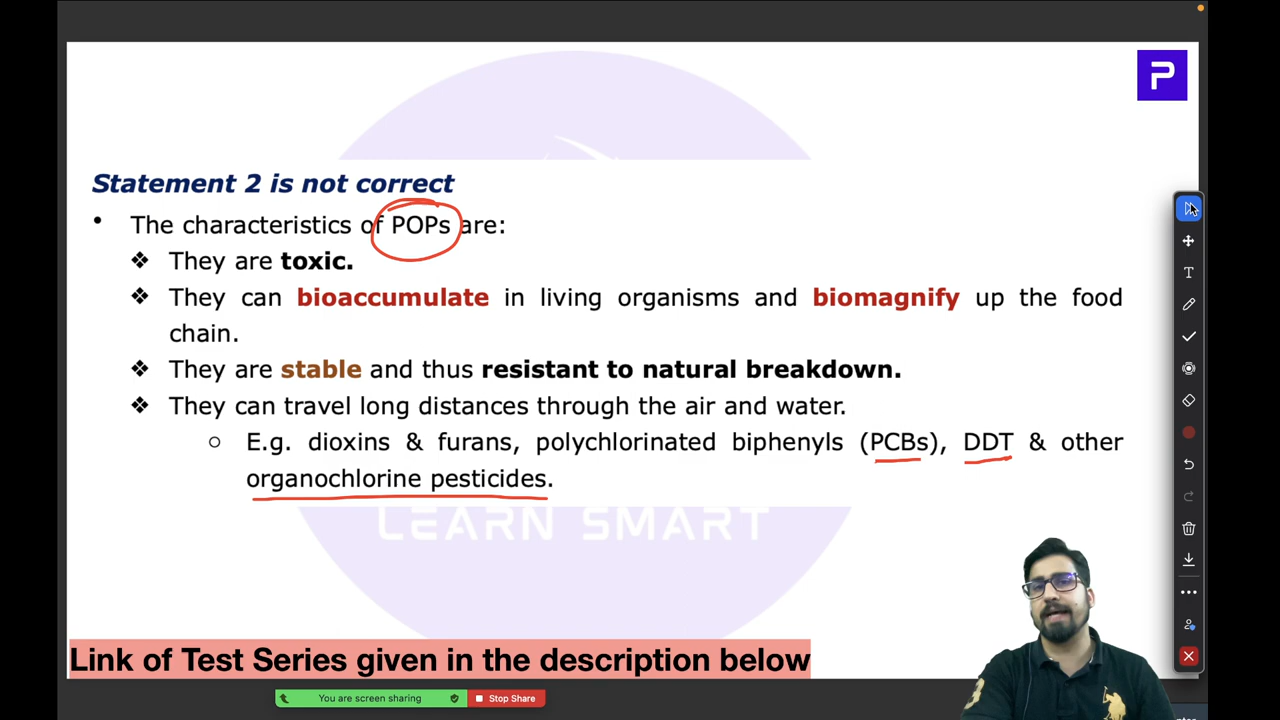 P
Statement 2 is not correct
• The characteristics of POPs are:
❖ They are toxic.
❖ They can bioaccumulate in living organisms and biomagnify up the food
chain.
❖ They are stable and thus resistant to natural breakdown.
❖ They can travel long distances through the air and water.
○ E.g. dioxins & furans, polychlorinated biphenyls (PCBs), DDT & other
organochlorine pesticides.
LEARN SMART
T
Link of Test Series given in the description below
You are screen sharing
Stop Share